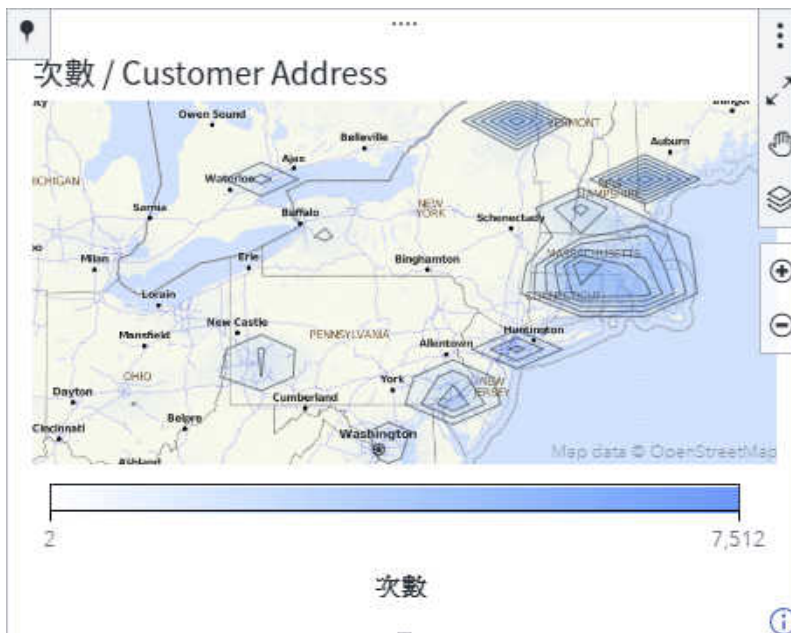 次數 / Customer Address
Owen Sound
Belleville
VERMONT
Auburn
Ajax
Waterloo
MICHIGAN
HAMPSHIRE
NEW YORK
Sarnia
Buffalo
Schenectady
Milan
Erie
Binghamton
MASSACHUSETTS
Lorain
CONNECTICUT
New Castle
PENNSYLVANIA
Huntington
Mansfield
Allentown
OHIO
York
NEW JERSEY
Dayton
Cumberland
Belpre
Cincinnati
Washington
Ashland
Map data © OpenStreetMap
2
7,512
次數